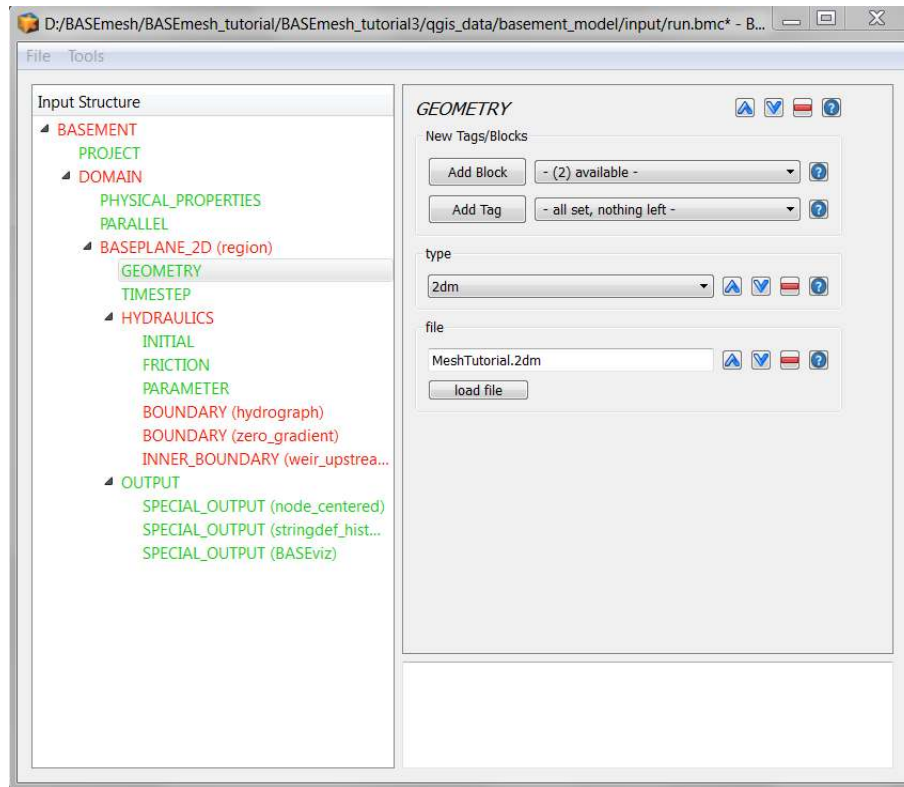 D:/BASEmesh/BASEmesh_tutorial/BASEmesh_tutorial3/qgis_data/basement_model/input/run.bmc* - B...
File Tools
Input Structure
BASEMENT
PROJECT
DOMAIN
PHYSICAL_PROPERTIES
PARALLEL
BASEPLANE_2D (region)
GEOMETRY
TIMESTEP
HYDRAULICS
INITIAL
FRICTION
PARAMETER
BOUNDARY (hydrograph)
BOUNDARY (zero_gradient)
INNER_BOUNDARY (weir_upstrea...
OUTPUT
SPECIAL_OUTPUT (node_centered)
SPECIAL_OUTPUT (stringdef_hist...
SPECIAL_OUTPUT (BASEviz)
GEOMETRY
New Tags/Blocks
Add Block - (2) available -
Add Tag - all set, nothing left -
type
2dm
file
MeshTutorial.2dm
load file